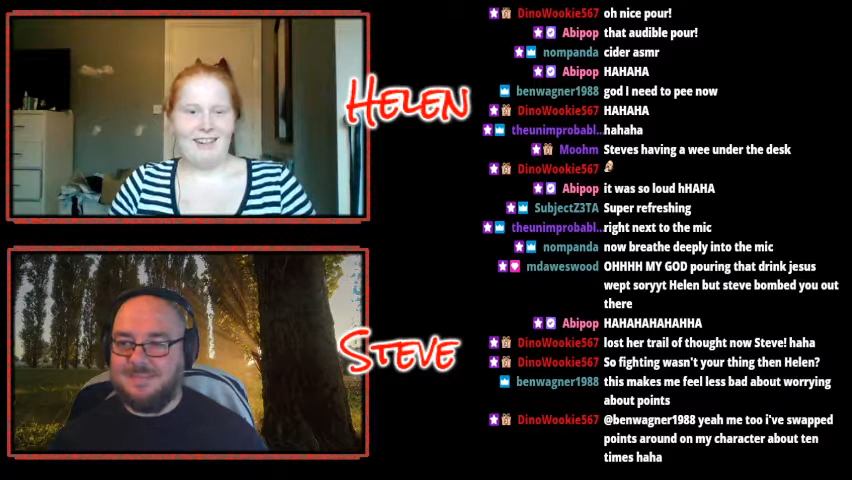 HELEN
STEVE
DinoWookie567 oh nice pour!
Abipop that audible pour!
nompanda cider asmr
Abipop HAHAHA
benwagner1988 god I need to pee now
DinoWookie567 HAHAHA
theunimprobabl.. hahaha
Moohm Steves having a wee under the desk
DinoWookie567
Abipop it was so loud hHAHA
SubjectZ3TA Super refreshing
theunimprobabl.. right next to the mic
nompanda now breathe deeply into the mic
mdaweswood OHHHH MY GOD pouring that drink jesus
wept soryyt Helen but steve bombed you out
there
Abipop HAHAHAHAHAHHA
DinoWookie567 lost her trail of thought now Steve! haha
DinoWookie567 So fighting wasn't your thing then Helen?
benwagner1988 this makes me feel less bad about worrying
about points
DinoWookie567 @benwagner1988 yeah me too i've swapped
points around on my character about ten
times haha